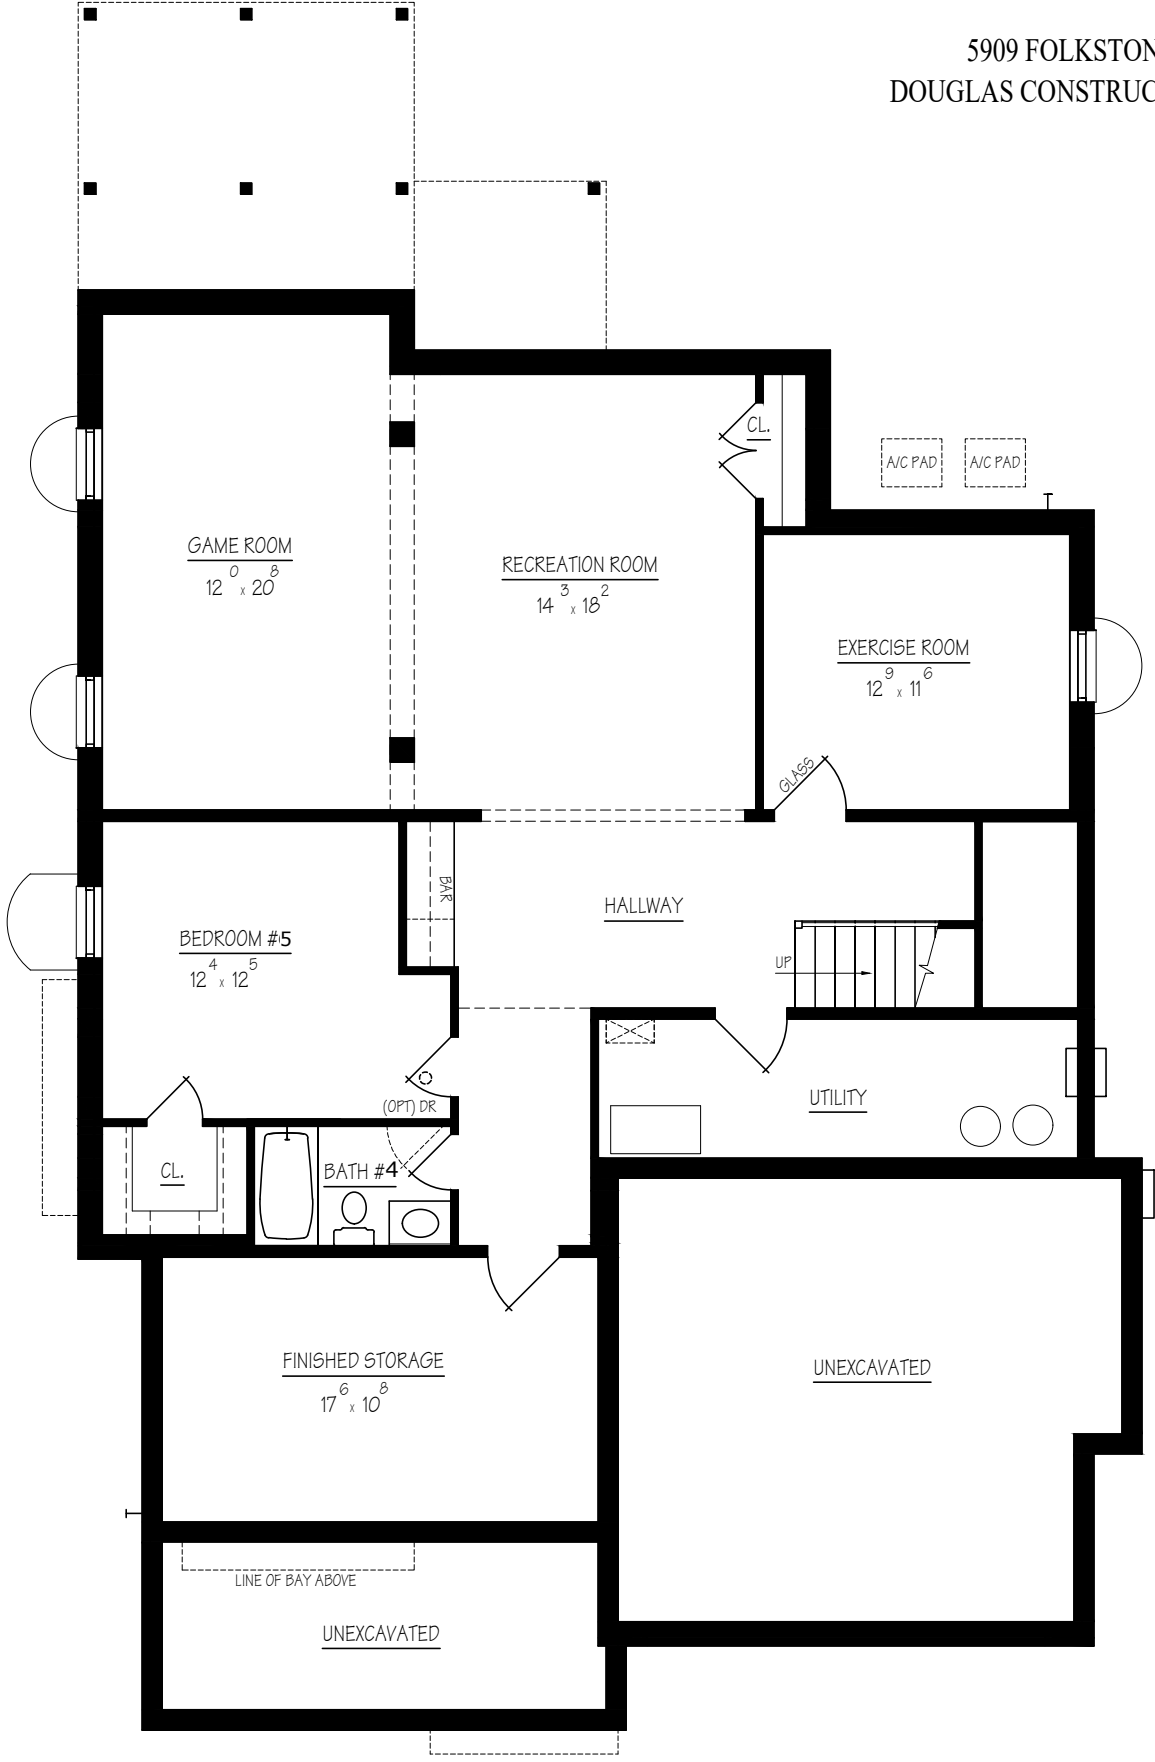 5909 FOLKSTON
DOUGLAS CONSTRUC
CL.
A/C PAD
A/C PAD
GAME ROOM
12 0 x 20 8
RECREATION ROOM
14 3 x 18 2
EXERCISE ROOM
12 9 x 11 6
GLASS
BAR
HALLWAY
BEDROOM #5
12 4 x 12 5
UP
(OPT) DR
UTILITY
CL.
BATH #4
FINISHED STORAGE
17 6 x 10 8
UNEXCAVATED
LINE OF BAY ABOVE
UNEXCAVATED